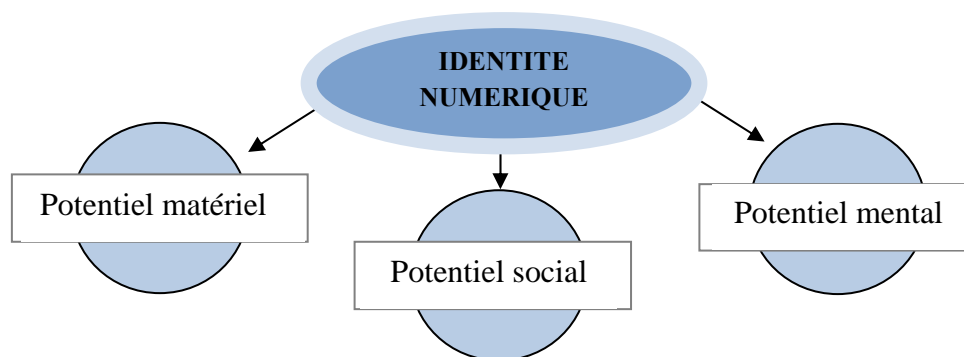 IDENTITE
NUMERIQUE
Potentiel matériel
Potentiel social
Potentiel mental